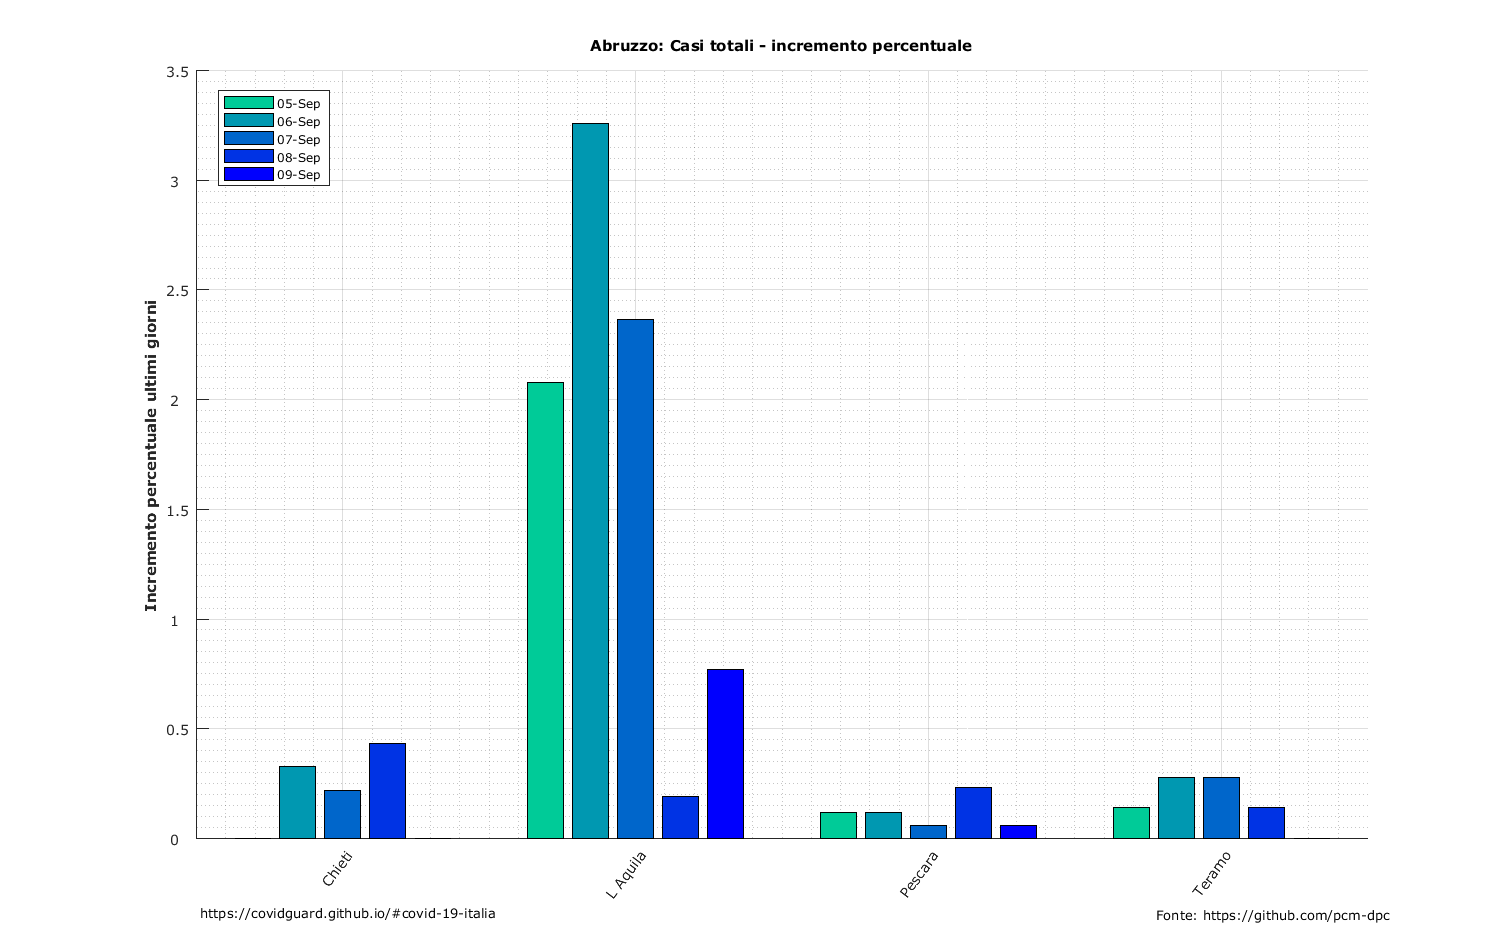 Abruzzo: Casi totali - incremento percentuale
3.5
3
2.5
2
1.5
1
0.5
0
Incremento percentuale ultimi giorni
05-Sep
06-Sep
07-Sep
08-Sep
09-Sep
Chieti
L Aquila
Pescara
Teramo
https://covidguard.github.io/#covid-19-italia
Fonte: https://github.com/pcm-dpc